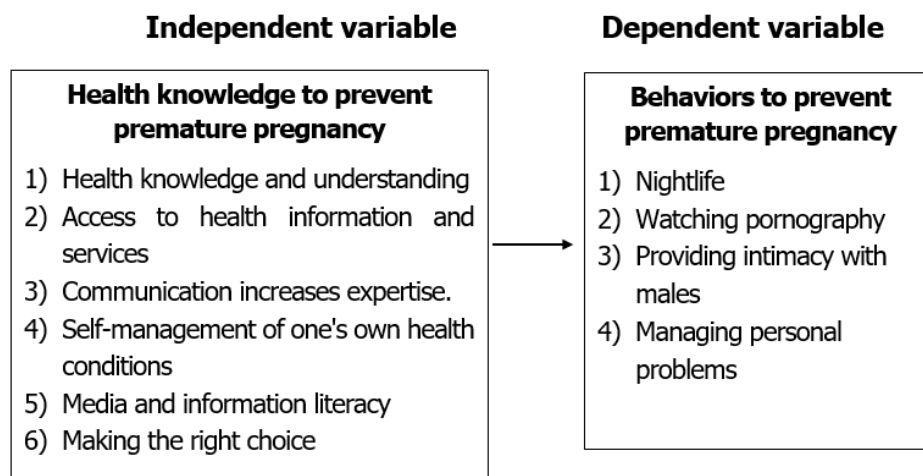 Independent variable
Dependent variable
Health knowledge to prevent
premature pregnancy
1) Health knowledge and understanding
2) Access to health information and
services
3) Communication increases expertise.
4) Self-management of one's own health
conditions
5) Media and information literacy
6) Making the right choice
Behaviors to prevent
premature pregnancy
1) Nightlife
2) Watching pornography
3) Providing intimacy with
males
4) Managing personal
problems